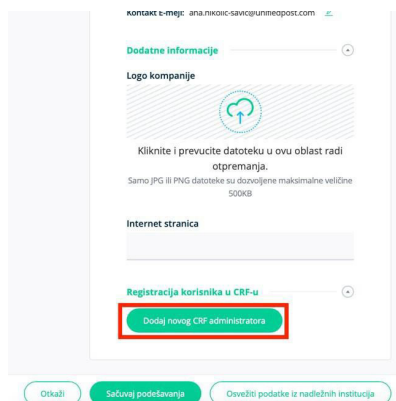 Kontakt E-mejl: ana.nikolic-savic@unifiedpost.com
Dodatne informacije
Logo kompanije
Kliknite i prevucite datoteku u ovu oblast radi
otpremanja.
Samo JPG ili PNG datoteke su dozvoljene maksimalne veličine
500KB
Internet stranica
Registracija korisnika u CRF-u
Dodaj novog CRF administratora
Otkaži
Sačuvaj podešavanja
Osvežiti podatke iz nadležnih institucija